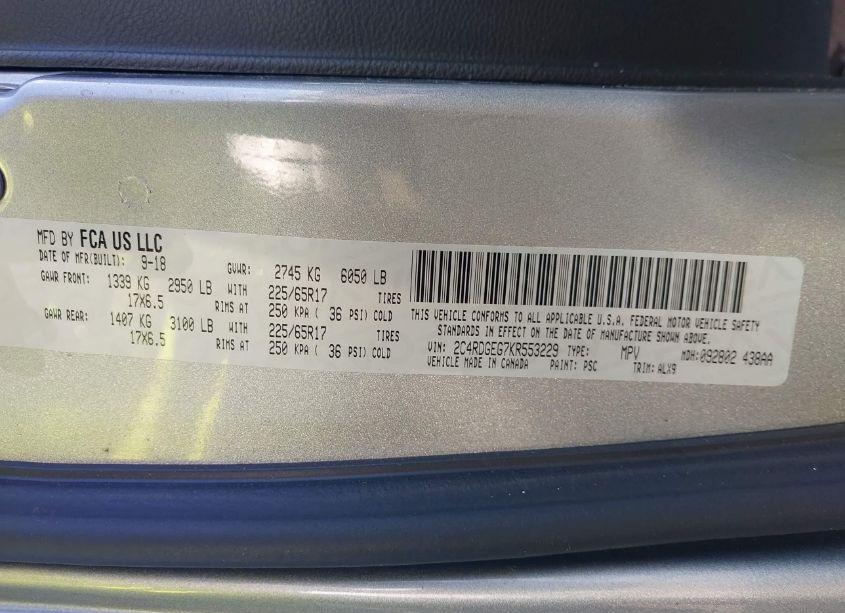 MFD BY FCA US LLC
DATE OF MFR(BUILT): 9-18 GVWR: 2745 KG 6050 LB
GAWR FRONT: 1339 KG 2950 LB WITH 225/65R17 TIRES
17X6.5 RIMS AT 250 KPA ( 36 PSI) COLD
GAWR REAR: 1407 KG 3100 LB WITH 225/65R17 TIRES
17X6.5 RIMS AT 250 KPA ( 36 PSI) COLD
THIS VEHICLE CONFORMS TO ALL APPLICABLE U.S.A. FEDERAL MOTOR VEHICLE SAFETY
STANDARDS IN EFFECT ON THE DATE OF MANUFACTURE SHOWN ABOVE.
VIN: 2C4RDGEG7KR553229 TYPE: MPV MDH:092802 438AA
VEHICLE MADE IN CANADA PAINT: PSC TRIM: ALX9